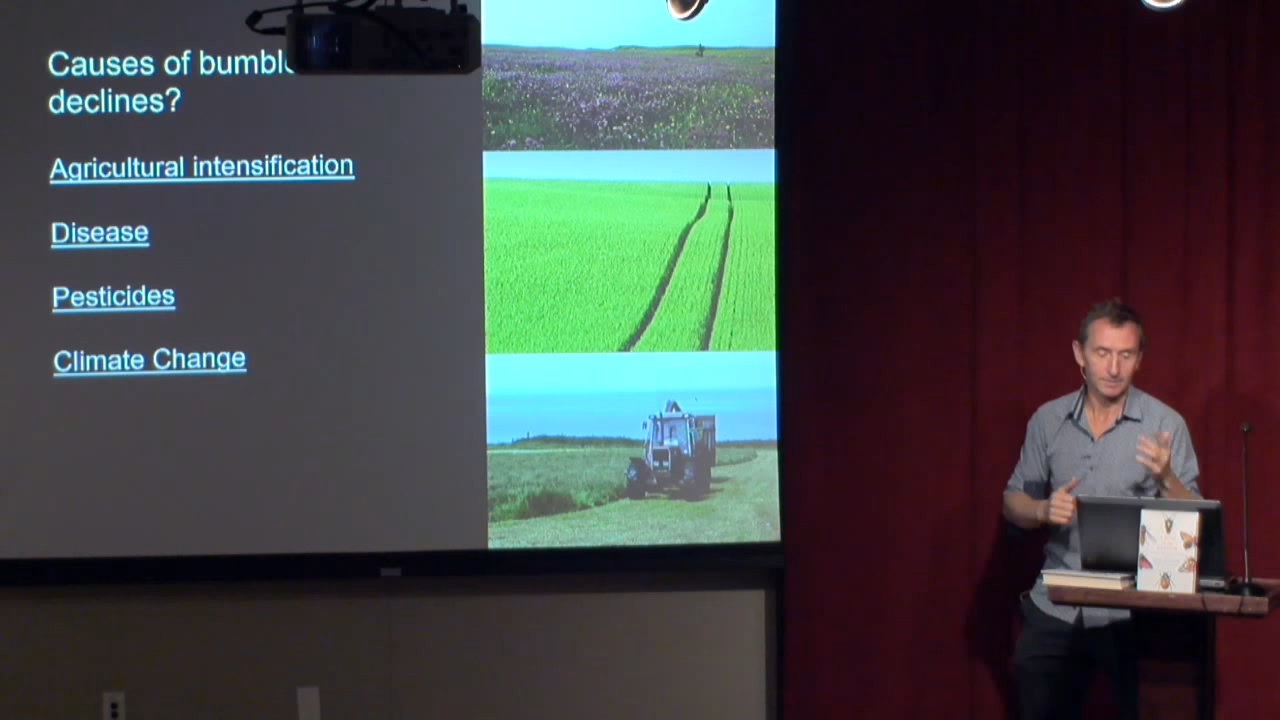 Causes of
declines?
Agricultural intensification
Disease
Pesticides
Climate Change